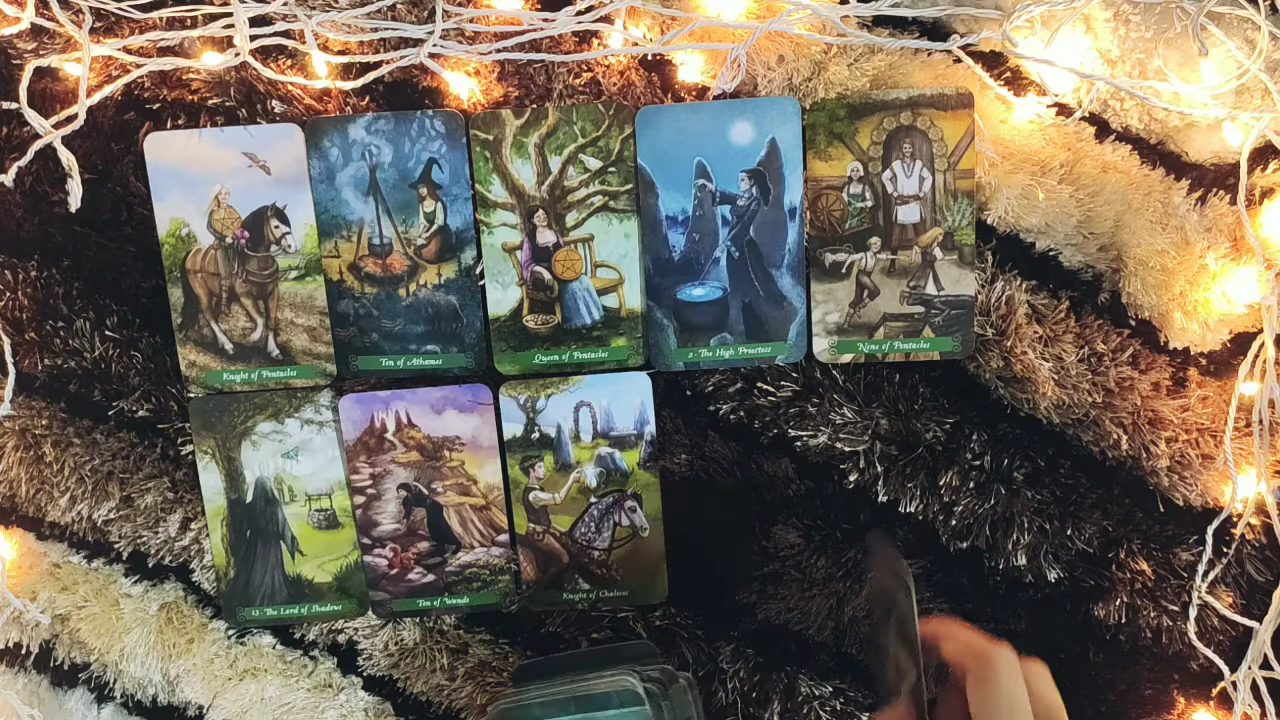 Knight of Pentacles
Ten of Athames
Queen of Pentacles
2 - The High Priestess
Nine of Pentacles
13 - The Lord of Shadows
Ten of Wands
Knight of Chalices